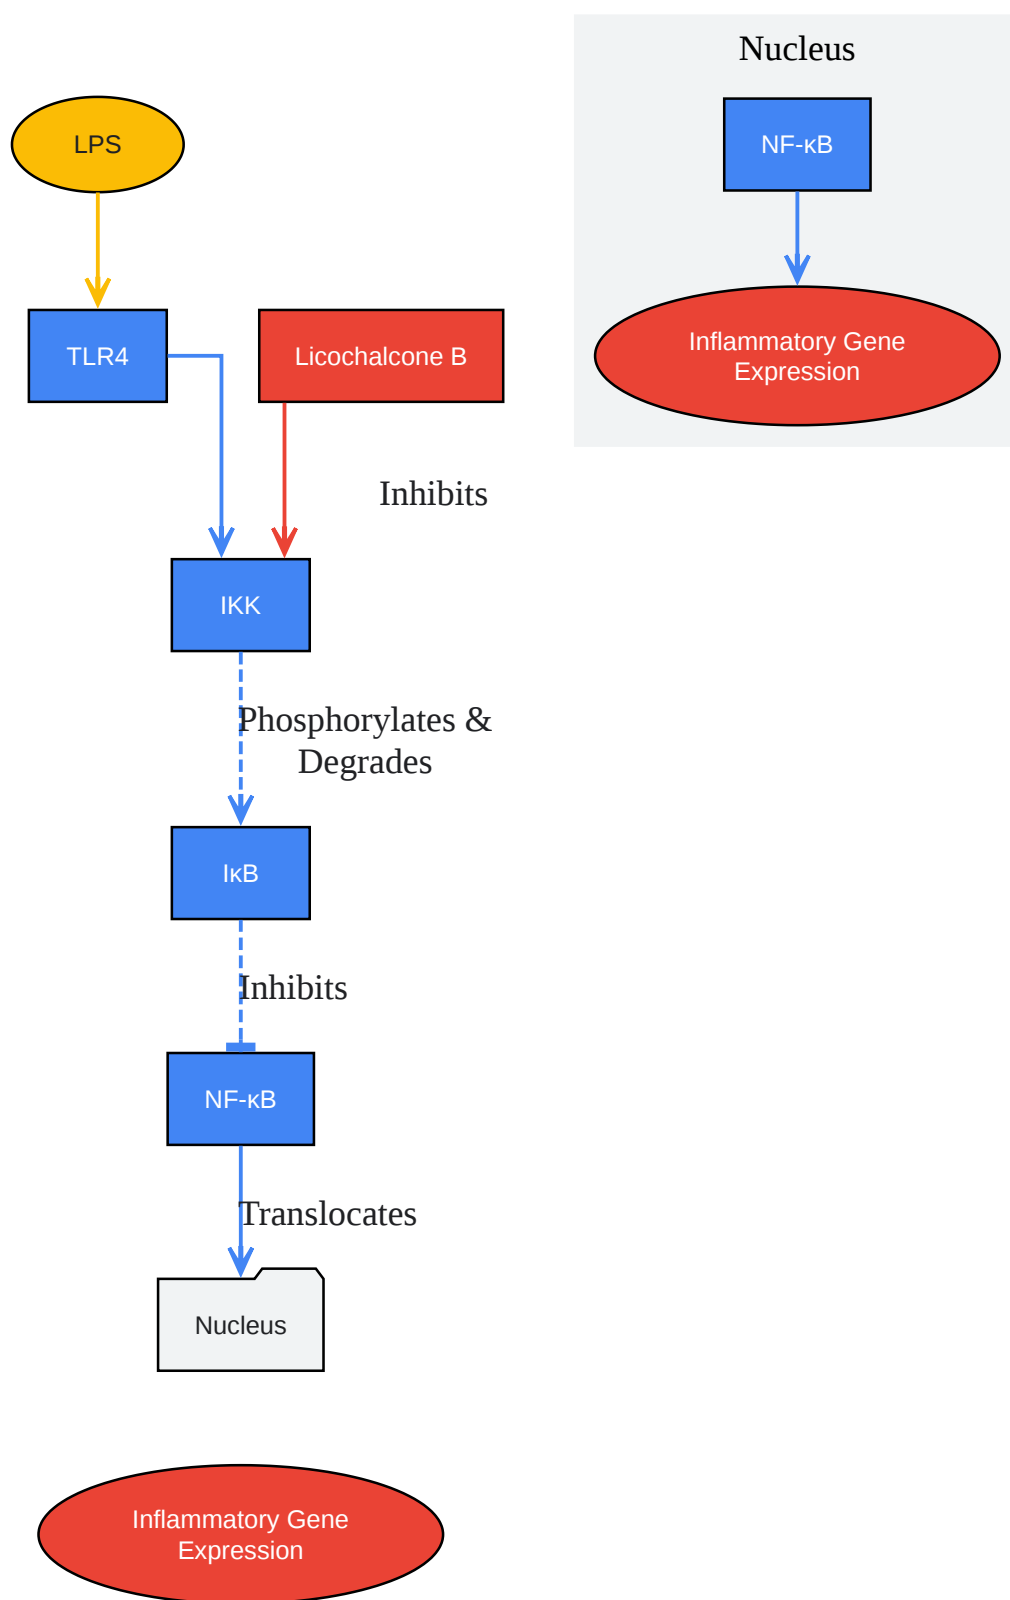 Nucleus
LPS
NF-κB
TLR4
Licochalcone B
Inflammatory Gene
Expression
Inhibits
IKK
Phosphorylates &
Degrades
IκB
Inhibits
NF-κB
Translocates
Nucleus
Inflammatory Gene
Expression